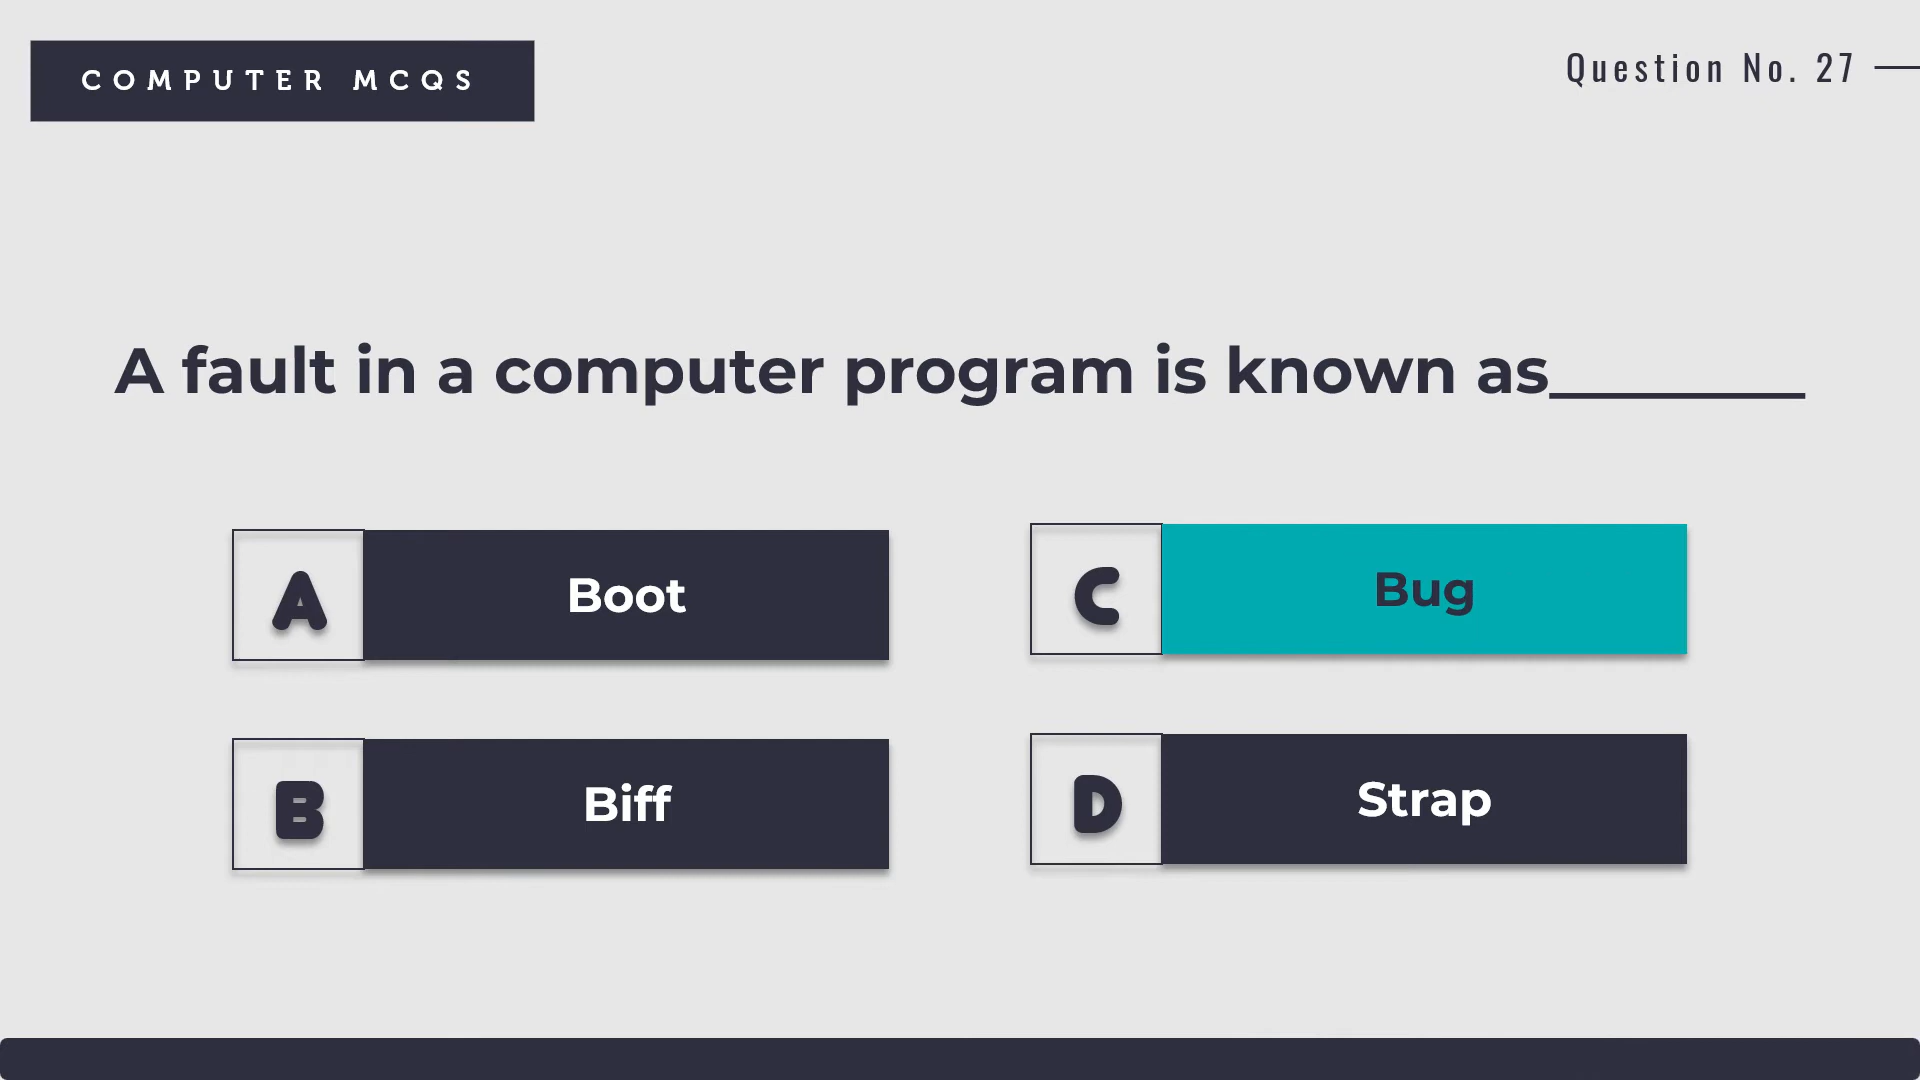 COMPUTER MCQS
Question No. 27
A fault in a computer program is known as________
A Boot
C Bug
B Biff
D Strap